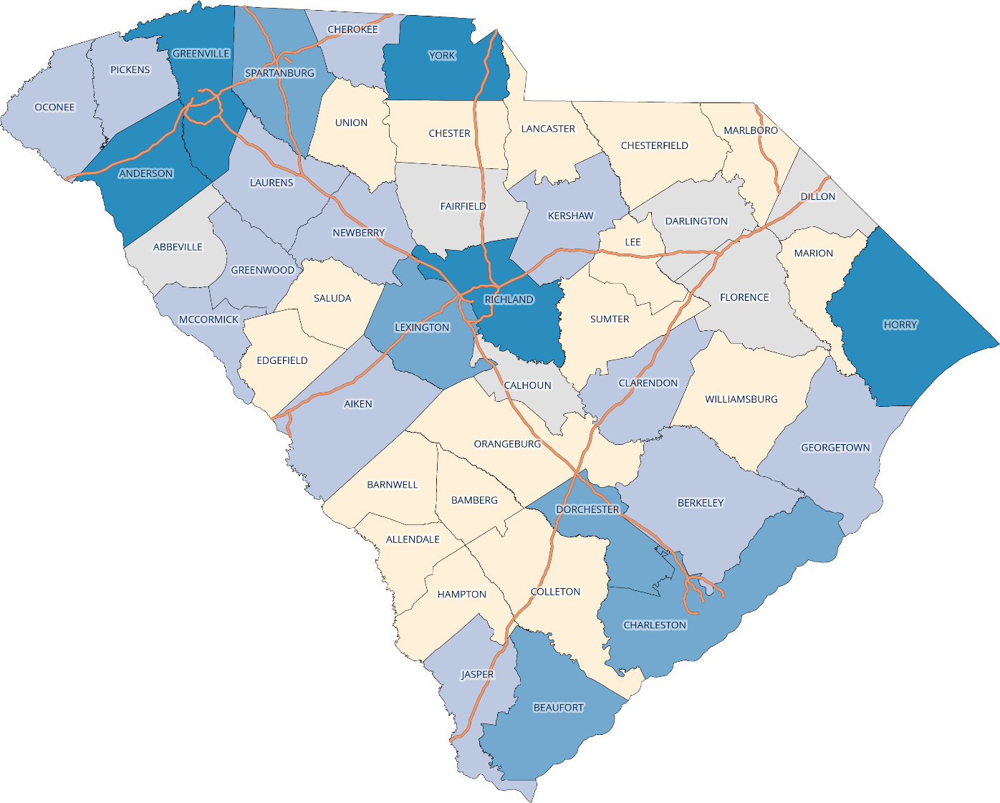 CHEROKEE
GREENVILLE
YORK
PICKENS
SPARTANBURG
OCONEE
UNION
CHESTER
LANCASTER
MARLBORO
CHESTERFIELD
ANDERSON
LAURENS
DILLON
FAIRFIELD
KERSHAW
DARLINGTON
NEWBERRY
LEE
ABBEVILLE
MARION
GREENWOOD
SALUDA
RICHLAND
FLORENCE
MCCORMICK
SUMTER
HORRY
LEXINGTON
EDGEFIELD
CALHOUN
CLARENDON
WILLIAMSBURG
AIKEN
ORANGEBURG
GEORGETOWN
BARNWELL
BAMBERG
BERKELEY
DORCHESTER
ALLENDALE
HAMPTON
COLLETON
CHARLESTON
JASPER
BEAUFORT